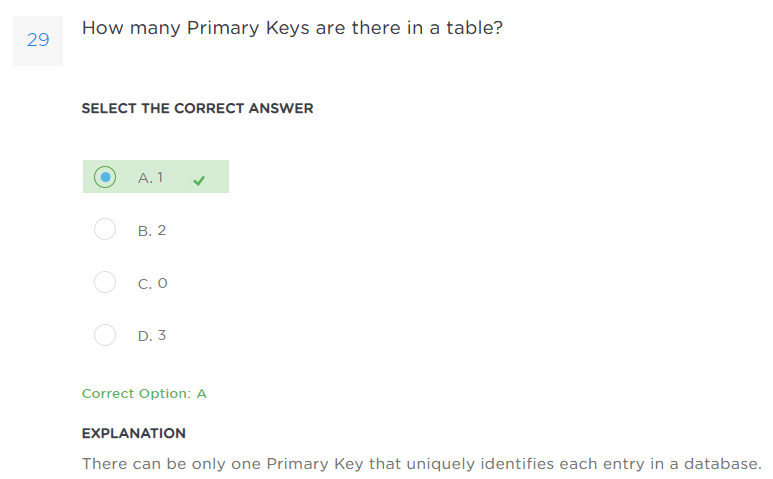 29
How many Primary Keys are there in a table?
SELECT THE CORRECT ANSWER
A. 1
B. 2
C. 0
D. 3
Correct Option: A
EXPLANATION
There can be only one Primary Key that uniquely identifies each entry in a database.